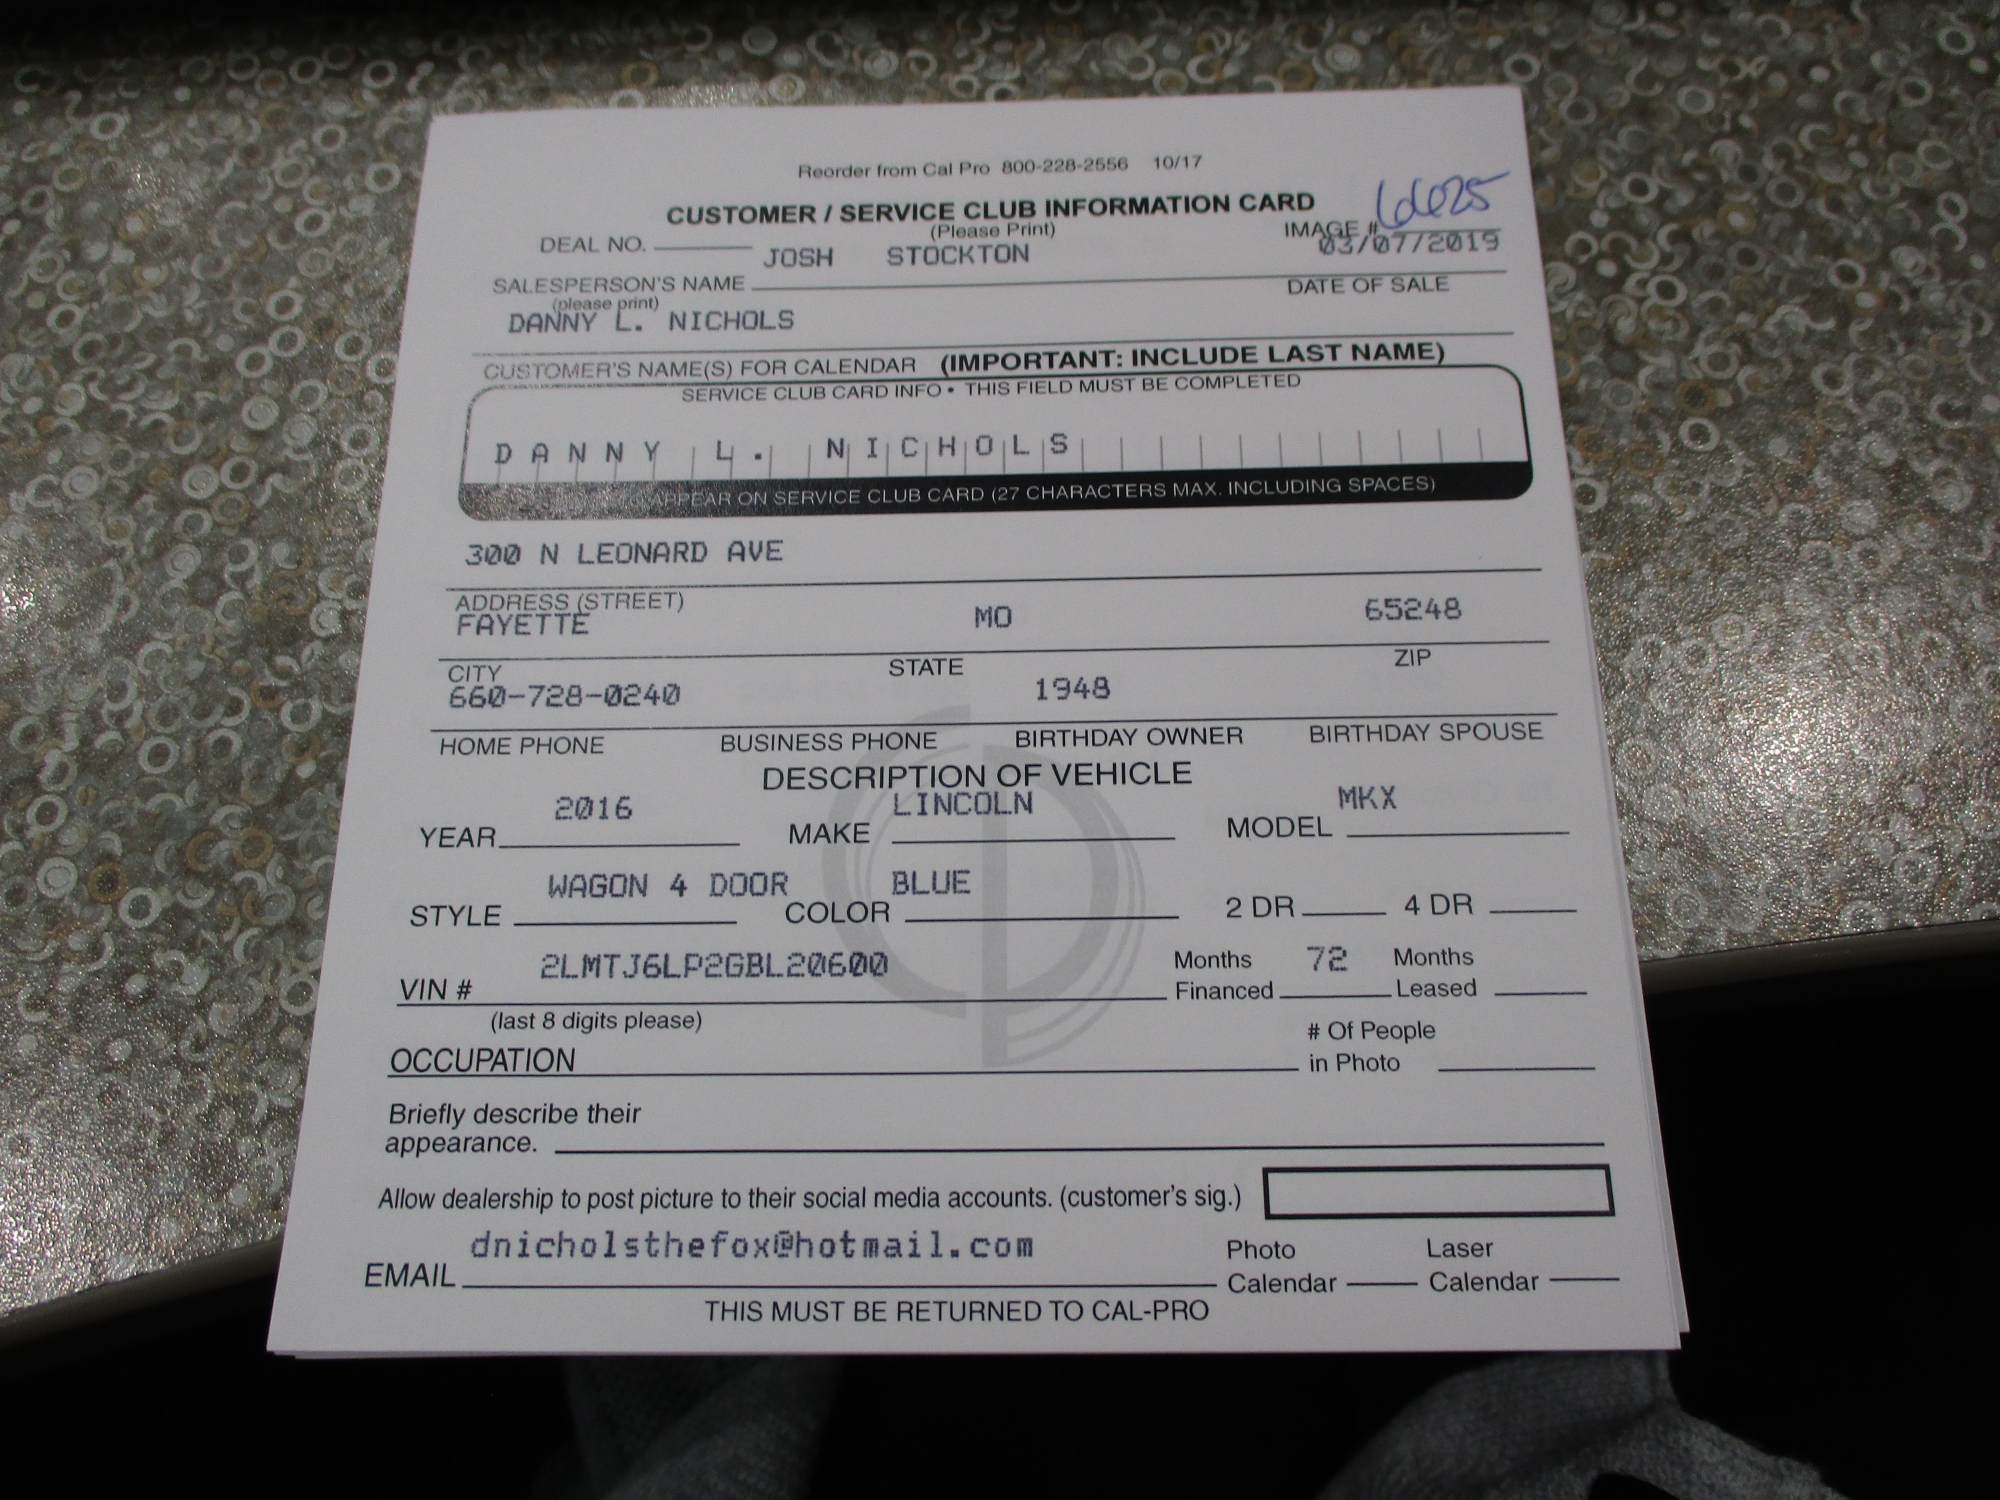 Reorder from Cal Pro 800-228-2556 10/17
CUSTOMER / SERVICE CLUB INFORMATION CARD
(Please Print)
DEAL NO. IMAGE #
JOSH STOCKTON 03/07/2019
SALESPERSON'S NAME DATE OF SALE
(please print)
DANNY L. NICHOLS
CUSTOMER'S NAME(S) FOR CALENDAR (IMPORTANT: INCLUDE LAST NAME)
SERVICE CLUB CARD INFO • THIS FIELD MUST BE COMPLETED
DANNY L. NICHOLS
APPEAR ON SERVICE CLUB CARD (27 CHARACTERS MAX. INCLUDING SPACES)
300 N LEONARD AVE
ADDRESS (STREET)
FAYETTE MO 65248
CITY STATE ZIP
660-728-0240 1948
HOME PHONE BUSINESS PHONE BIRTHDAY OWNER BIRTHDAY SPOUSE
DESCRIPTION OF VEHICLE
YEAR 2016 MAKE LINCOLN MODEL MKX
STYLE WAGON 4 DOOR COLOR BLUE 2 DR 4 DR
VIN # 2LMTJ6LP2GBL20600 Months Financed 72 Months Leased
(last 8 digits please)
OCCUPATION # Of People in Photo
Briefly describe their
appearance.
Allow dealership to post picture to their social media accounts. (customer's sig.)
EMAIL dnicholsthefox@hotmail.com Photo Calendar Laser Calendar
THIS MUST BE RETURNED TO CAL-PRO